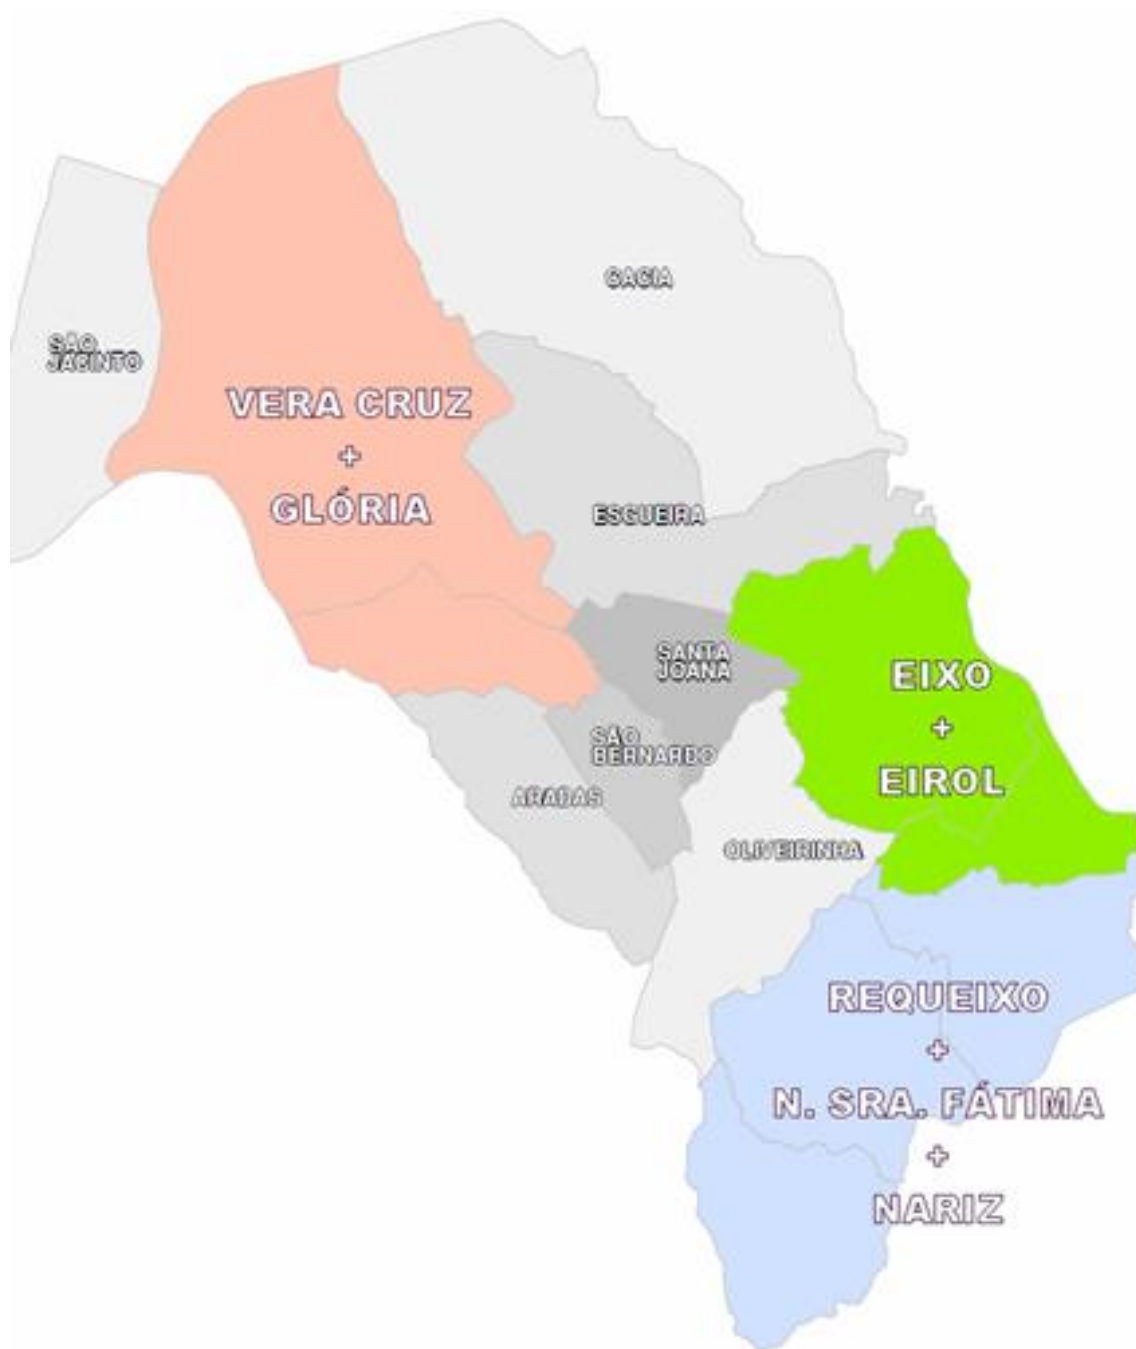 CACIA
SÃO
JACINTO
VERA CRUZ
+
GLÓRIA
ESGUEIRA
SANTA
JOANA
EIXO
+
EIROL
SÃO
BERNARDO
ARADAS
OLIVEIRINHA
REQUEIXO
+
N. SRA. FÁTIMA
+
NARIZ